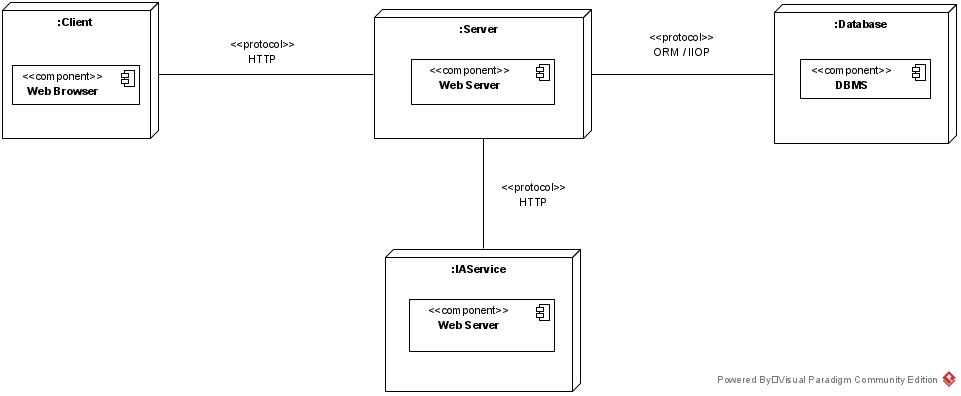 :Client
<<component>>
Web Browser
<<protocol>>
HTTP
:Server
<<component>>
Web Server
<<protocol>>
ORM / IIOP
:Database
<<component>>
DBMS
<<protocol>>
HTTP
:IAService
<<component>>
Web Server
Powered By Visual Paradigm Community Edition